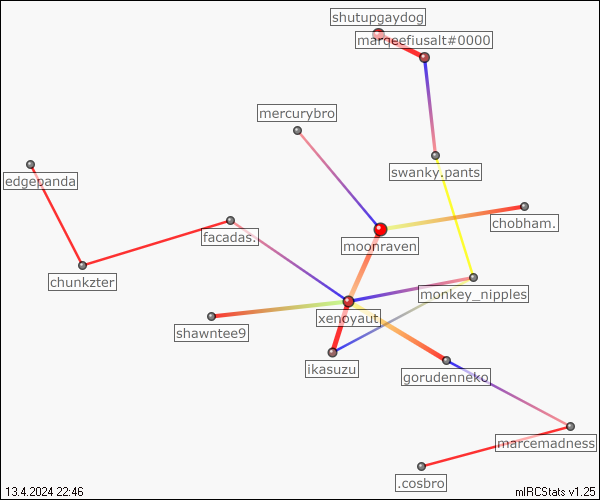 shutupgaydog
marqeefiusalt#0000
mercurybro
swanky.pants
edgepanda
chobham.
facadas.
moonraven
chunkzter
monkey_nipples
xenoyaut
shawntee9
ikasuzu
gorudenneko
marcemadness
.cosbro
13.4.2024 22:46
mIRCStats v1.25